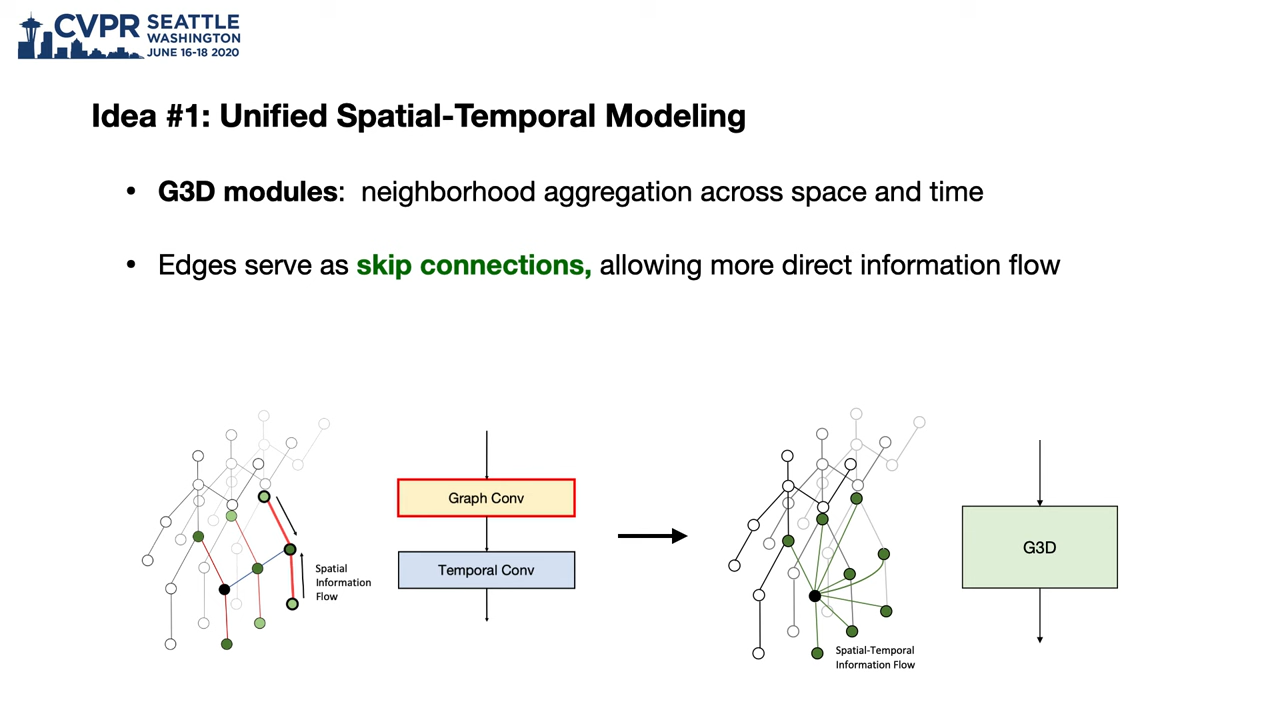 CVPR SEATTLE
WASHINGTON
JUNE 16-18 2020
Idea #1: Unified Spatial-Temporal Modeling
• G3D modules: neighborhood aggregation across space and time
• Edges serve as skip connections, allowing more direct information flow
Spatial
Information
Flow
Graph Conv
Temporal Conv
Spatial-Temporal
Information Flow
G3D